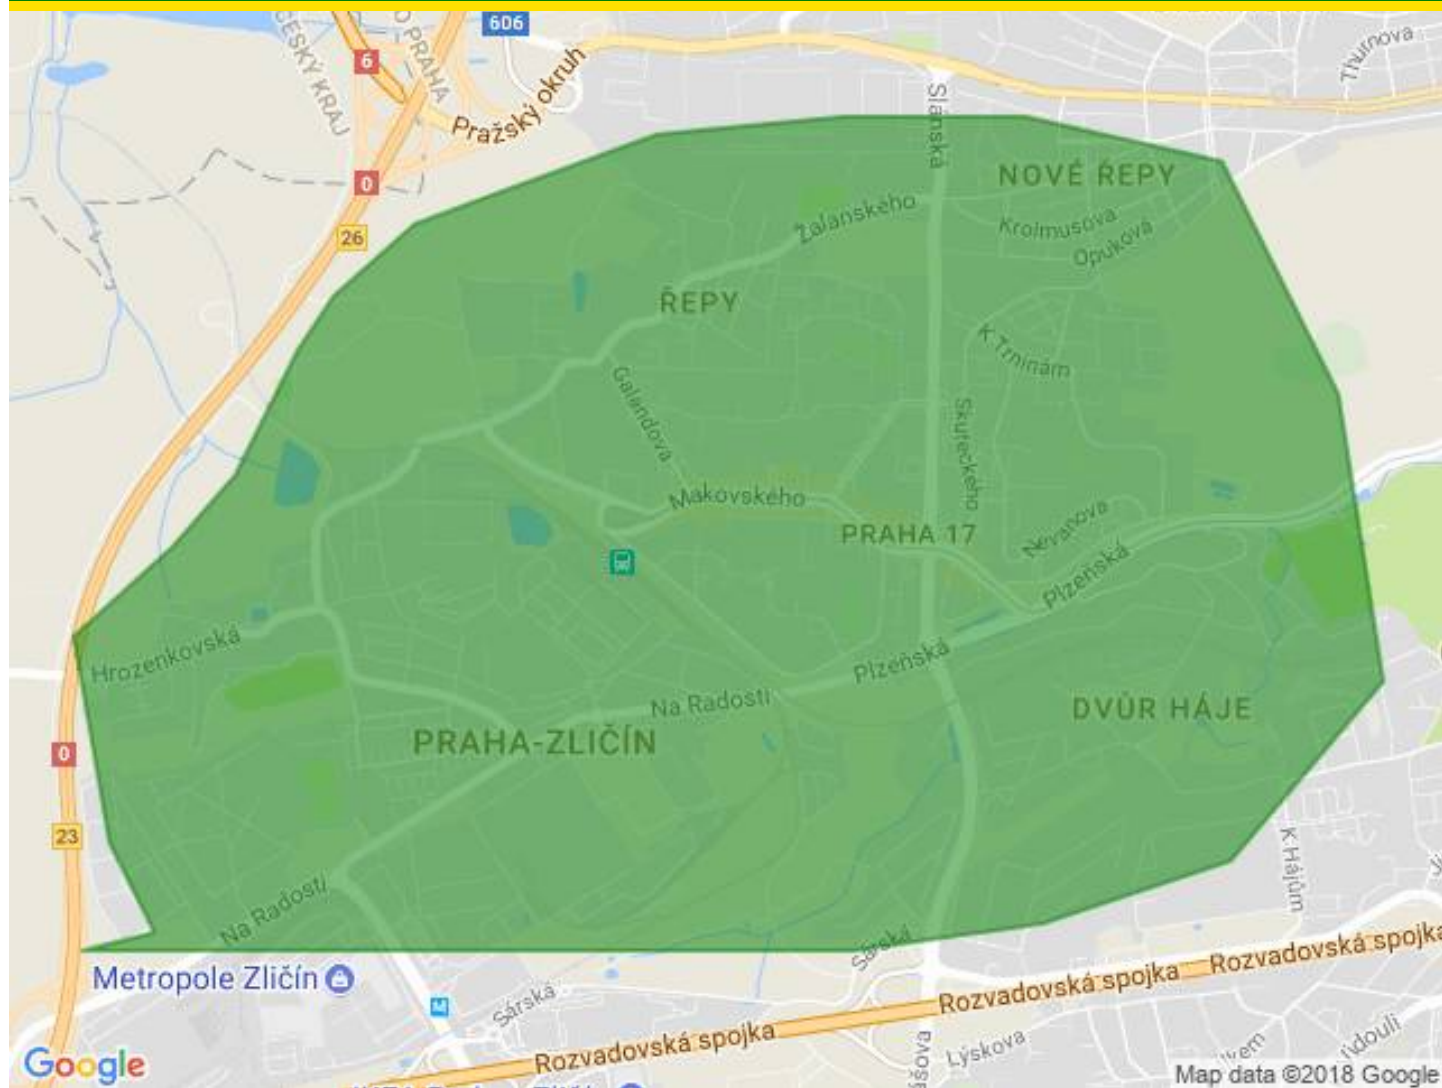 606
Thurnova
6
ČESKÝ KRAJ
O PRAHA
Pražský okruh
Slánská
0
NOVÉ ŘEPY
26
Žalanského
Krolmusova
Opuková
ŘEPY
K Trninám
Galandova
Skuteckého
Makovského
PRAHA 17
Nevanova
Plzeňská
Hrozenkovská
Plzeňská
Na Radosti
DVŮR HÁJE
PRAHA-ZLIČÍN
0
23
K Hájům
Na Radosti
Sárská
Metropole Zličín
Rozvadovská spojka
Rozvadovská spojka
M
Sárská
Rozvadovská spojka
Lýskova
Google
Map data ©2018 Google